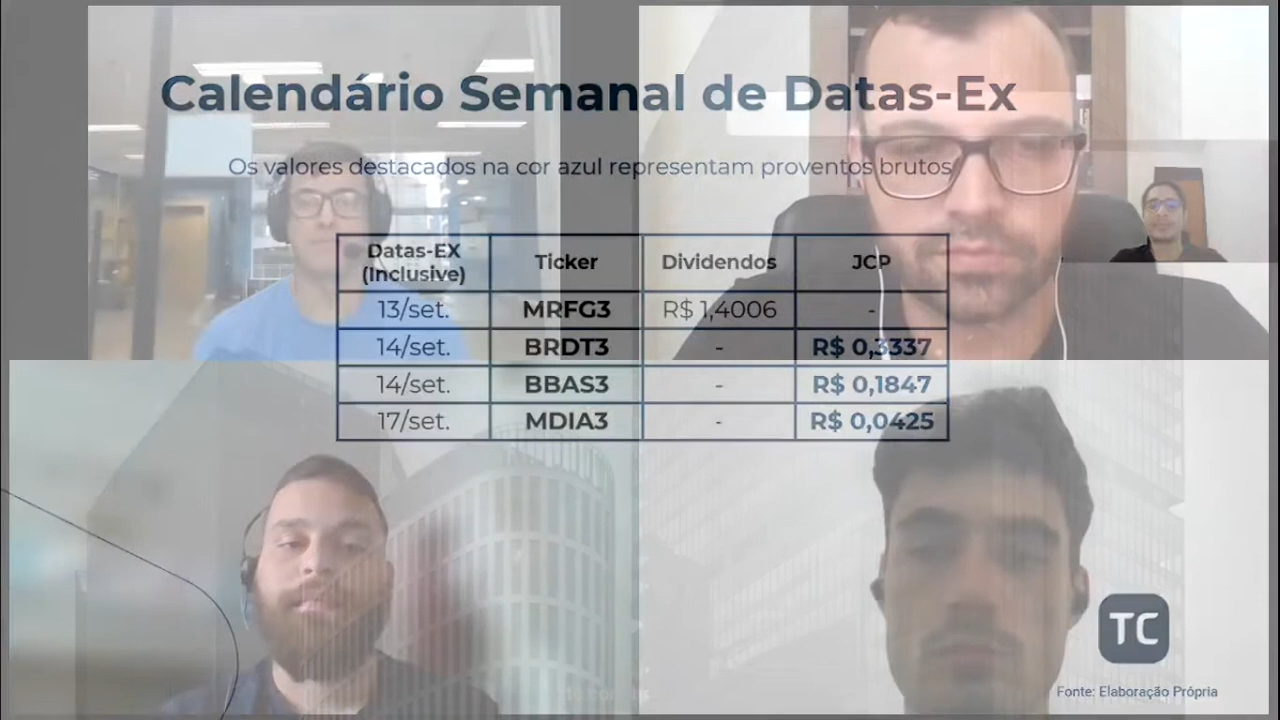 Calendário Semanal de Datas-Ex
Os valores destacados na cor azul representam proventos brutos
Datas-EX (Inclusive) Ticker Dividendos JCP
13/set. MRFG3 R$ 1,4006 -
14/set. BRDT3 - R$ 0,3337
14/set. BBAS3 - R$ 0,1847
17/set. MDIA3 - R$ 0,0425
TC
Fonte: Elaboração Própria